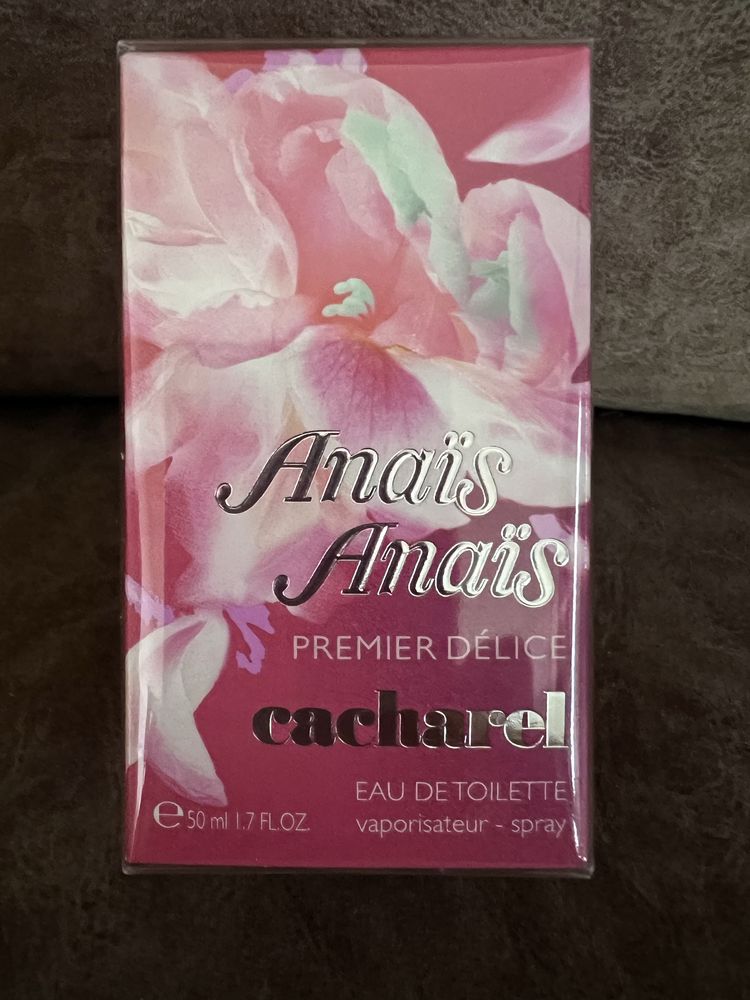 Anaïs
Anaïs
PREMIER DÉLICE
cacharel
EAU DE TOILETTE
℮ 50 ml 1.7 FL.OZ. vaporisateur - spray